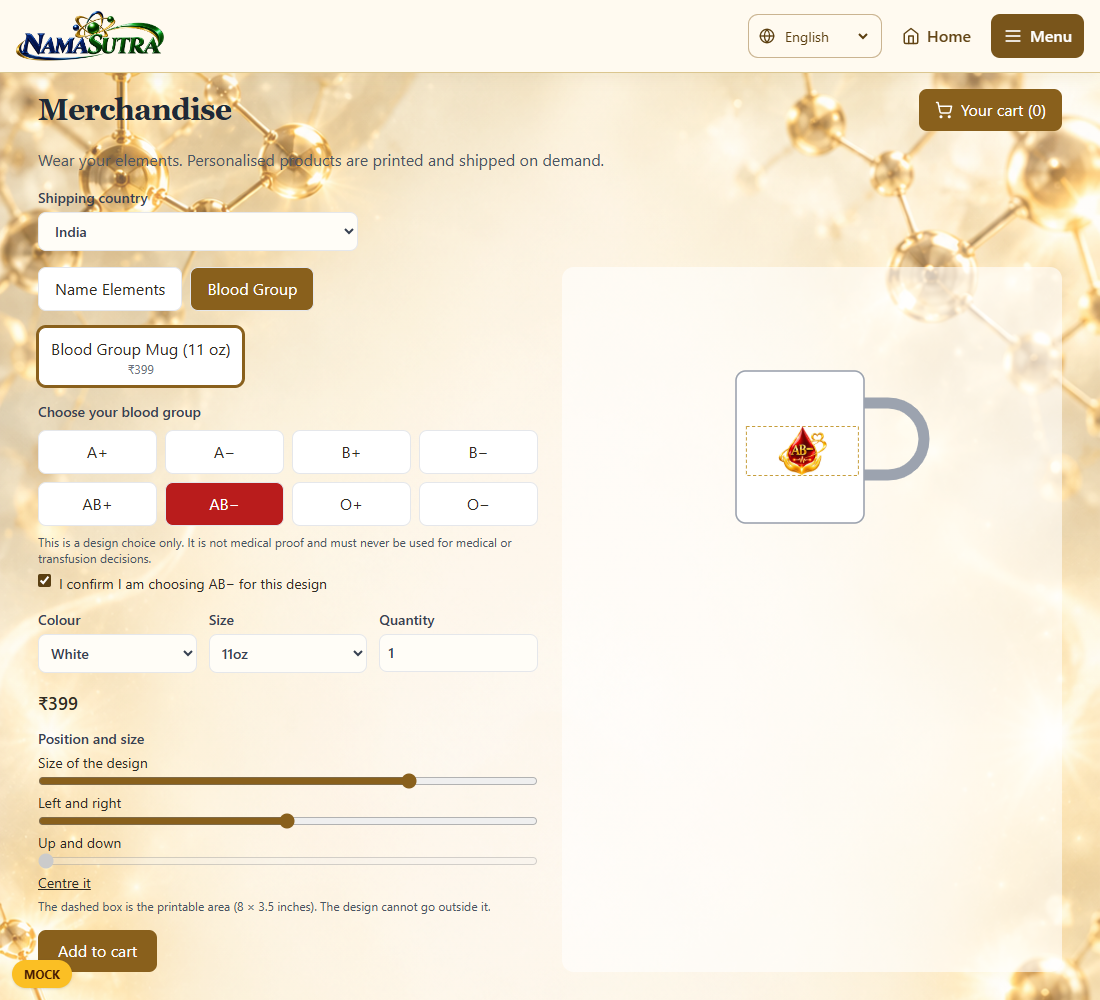 NAMASUTRA
English
Home
Menu
Merchandise
Your cart (0)
Wear your elements. Personalised products are printed and shipped on demand.
Shipping country
India
Name Elements
Blood Group
Blood Group Mug (11 oz)
₹399
Choose your blood group
A+
A−
B+
B−
AB+
AB−
O+
O−
This is a design choice only. It is not medical proof and must never be used for medical or
transfusion decisions.
I confirm I am choosing AB− for this design
Colour
Size
Quantity
White
11oz
1
₹399
Position and size
Size of the design
Left and right
Up and down
Centre it
The dashed box is the printable area (8 × 3.5 inches). The design cannot go outside it.
Add to cart
MOCK
AB−